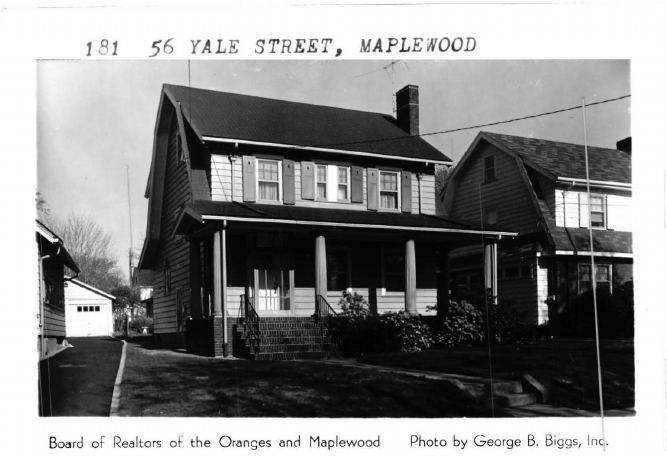 181 56 YALE STREET, MAPLEWOOD
Board of Realtors of the Oranges and Maplewood Photo by George B. Biggs, Inc.